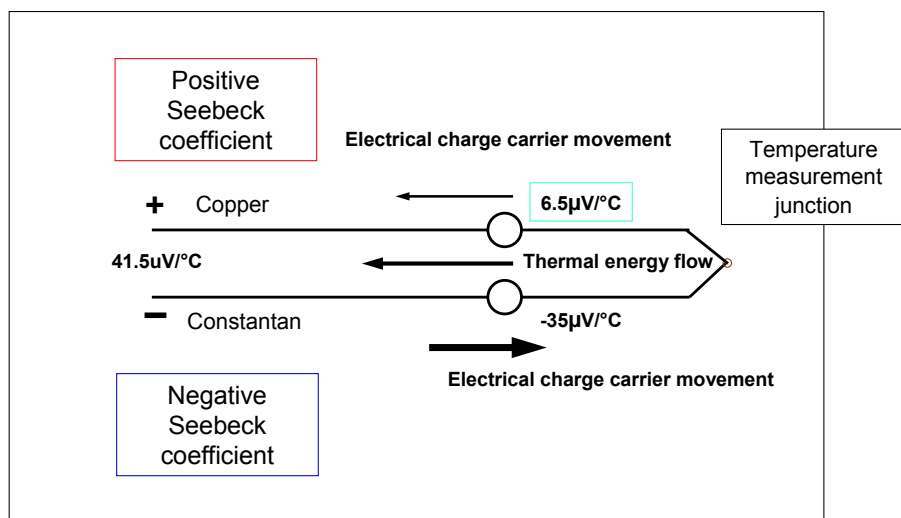 Positive
Seebeck
coefficient
Electrical charge carrier movement
Temperature
measurement
junction
+ Copper
6.5µV/°C
41.5uV/°C
Thermal energy flow
− Constantan
-35µV/°C
Electrical charge carrier movement
Negative
Seebeck
coefficient